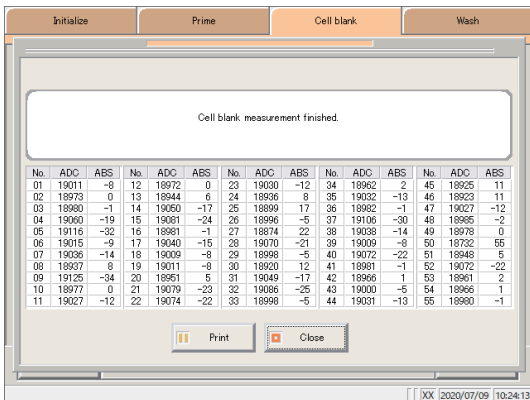 Initialize Prime Cell blank Wash
Cell blank measurement finished.
No. ADC ABS No. ADC ABS No. ADC ABS No. ADC ABS No. ADC ABS
01 19011 -8 12 18972 0 23 19030 -12 34 18962 2 45 18925 11
02 18973 0 13 18944 6 24 18936 8 35 19032 -13 46 18923 11
03 18980 -1 14 19050 -17 25 18899 17 36 18982 -1 47 19027 -12
04 19060 -19 15 19081 -24 26 18996 -5 37 19106 -30 48 18985 -2
05 19116 -32 16 18981 -1 27 18874 22 38 19038 -14 49 18978 0
06 19015 -9 17 19040 -15 28 19070 -21 39 19009 -8 50 18732 55
07 19036 -14 18 19009 -8 29 18998 -5 40 19072 -22 51 18948 5
08 18937 8 19 19011 -8 30 18920 12 41 18981 -1 52 19072 -22
09 19125 -34 20 18951 5 31 19049 -17 42 18966 1 53 18961 2
10 18977 0 21 19079 -23 32 19086 -25 43 19000 -5 54 18966 1
11 19027 -12 22 19074 -22 33 18998 -5 44 19031 -13 55 18980 -1
Print Close
XX 2020/07/09 10:24:13